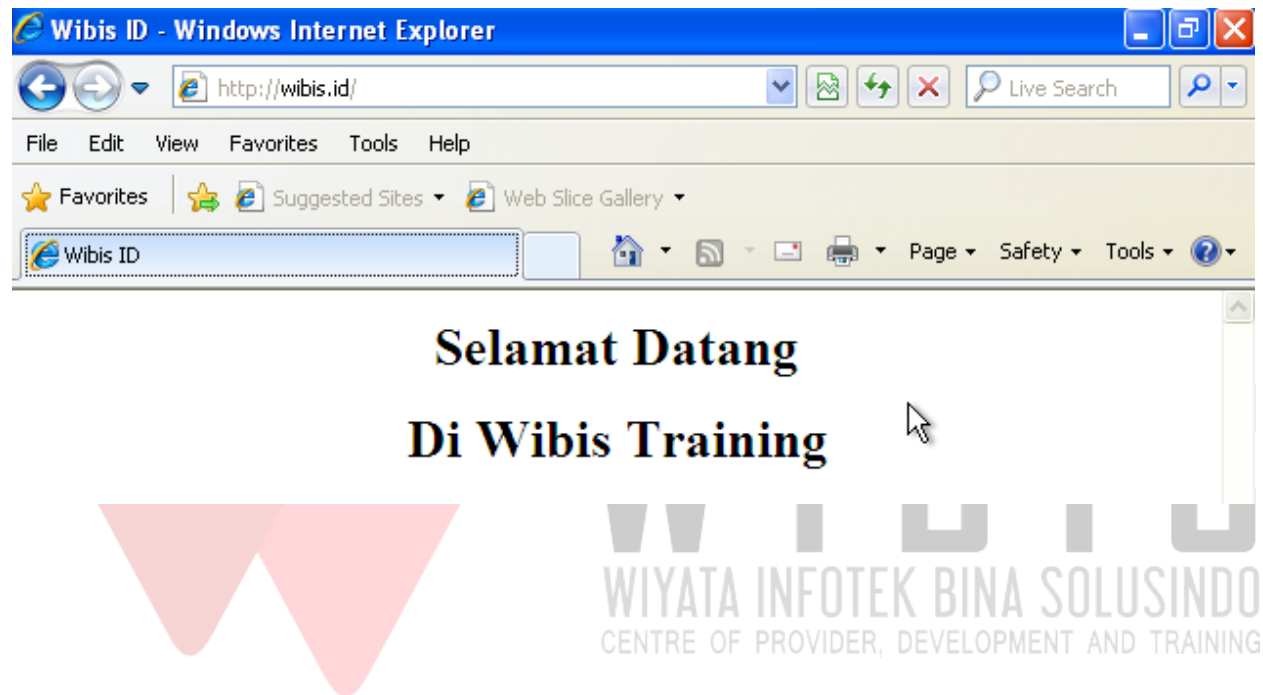 Wibis ID - Windows Internet Explorer
http://wibis.id/
Live Search
File Edit View Favorites Tools Help
Favorites Suggested Sites Web Slice Gallery
Wibis ID
Page Safety Tools
Selamat Datang
Di Wibis Training
WIYATA INFOTEK BINA SOLUSINDO
CENTRE OF PROVIDER, DEVELOPMENT AND TRAINING